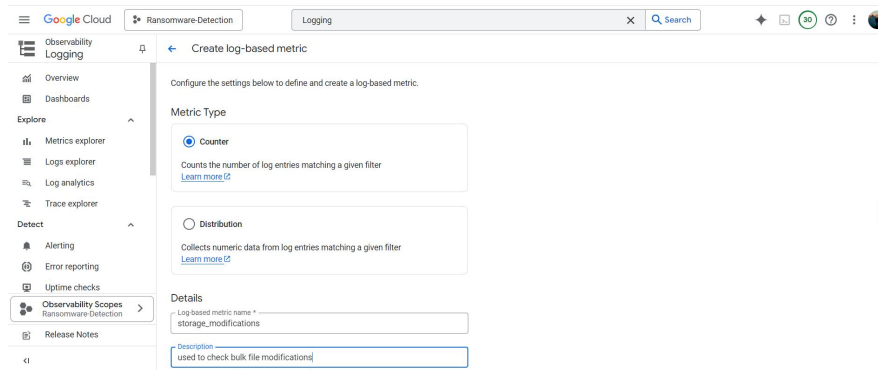 Google Cloud
Ransomware-Detection
Logging
Search
30
Observability
Logging
Create log-based metric
Overview
Dashboards
Explore
Metrics explorer
Logs explorer
Log analytics
Trace explorer
Detect
Alerting
Error reporting
Uptime checks
Observability Scopes
Ransomware-Detection
Release Notes
Configure the settings below to define and create a log-based metric.
Metric Type
Counter
Counts the number of log entries matching a given filter
Learn more
Distribution
Collects numeric data from log entries matching a given filter
Learn more
Details
Log-based metric name *
storage_modifications
Description
used to check bulk file modifications